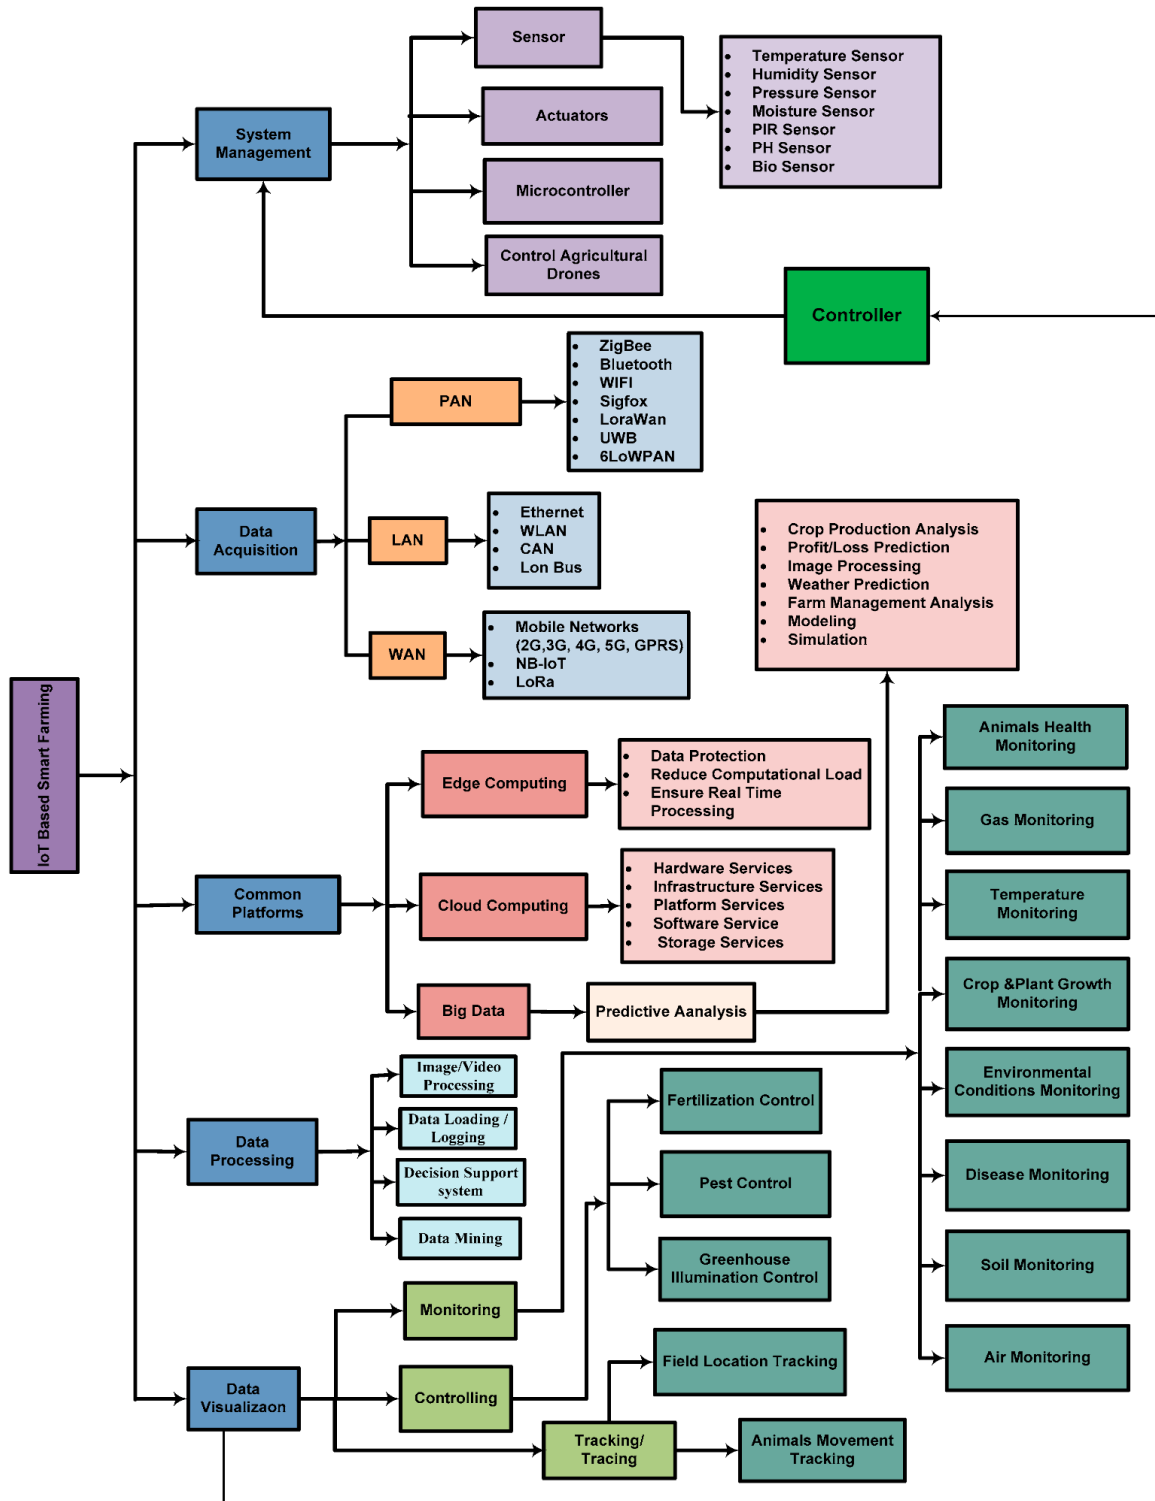 IoT Based Smart Farming
System
Management
Sensor
• Temperature Sensor
• Humidity Sensor
• Pressure Sensor
• Moisture Sensor
• PIR Sensor
• PH Sensor
• Bio Sensor
Actuators
Microcontroller
Control Agricultural
Drones
Controller
Data
Acquisition
PAN
• ZigBee
• Bluetooth
• WIFI
• Sigfox
• LoraWan
• UWB
• 6LoWPAN
LAN
• Ethernet
• WLAN
• CAN
• Lon Bus
WAN
• Mobile Networks
(2G,3G, 4G, 5G, GPRS)
• NB-IoT
• LoRa
Common
Platforms
Edge Computing
• Data Protection
• Reduce Computational Load
• Ensure Real Time
Processing
Cloud Computing
• Hardware Services
• Infrastructure Services
• Platform Services
• Software Service
• Storage Services
Big Data
Predictive Aanalysis
• Crop Production Analysis
• Profit/Loss Prediction
• Image Processing
• Weather Prediction
• Farm Management Analysis
• Modeling
• Simulation
Data
Processing
Image/Video
Processing
Data Loading /
Logging
Decision Support
system
Data Mining
Data
Visualizaon
Monitoring
Animals Health
Monitoring
Gas Monitoring
Temperature
Monitoring
Crop &Plant Growth
Monitoring
Environmental
Conditions Monitoring
Disease Monitoring
Soil Monitoring
Air Monitoring
Controlling
Fertilization Control
Pest Control
Greenhouse
Illumination Control
Tracking/
Tracing
Field Location Tracking
Animals Movement
Tracking